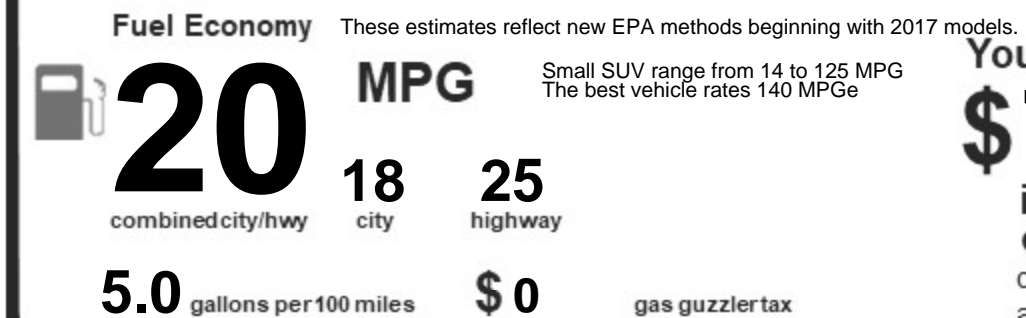 Fuel Economy These estimates reflect new EPA methods beginning with 2017 models.
You
20 MPG Small SUV range from 14 to 125 MPG
The best vehicle rates 140 MPGe
$
18 25
combined city/hwy city highway
5.0 gallons per 100 miles $ 0 gas guzzler tax